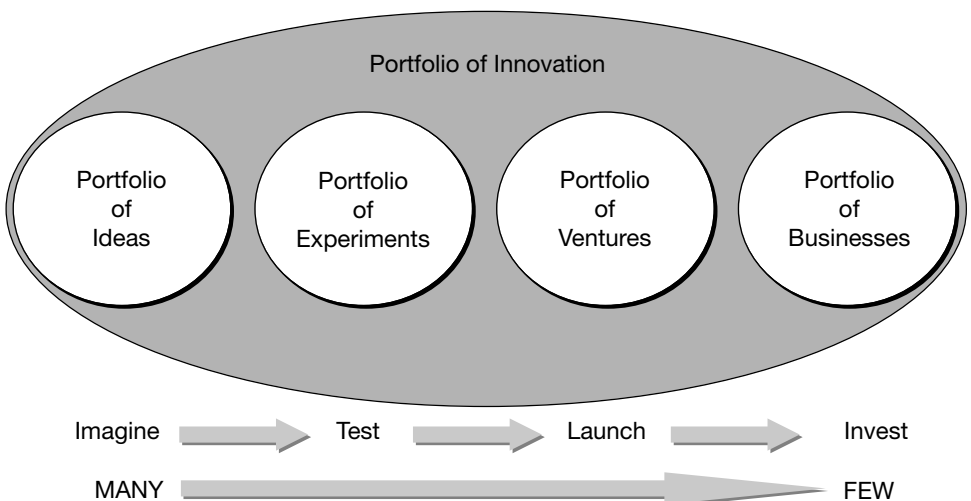 Portfolio of Innovation
Portfolio
of
Ideas
Portfolio
of
Experiments
Portfolio
of
Ventures
Portfolio
of
Businesses
Imagine Test Launch Invest
MANY FEW